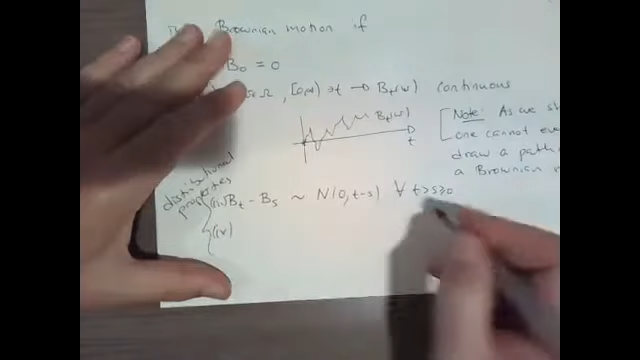 Brownian motion if
B₀ = 0
Ω, [0,∞) ∋ t → Bₜ(ω) continuous
Bₜ(ω)
t
[Note: As we s
one cannot eve
draw a path
a Brownian
distributional
properties
(iii) Bₜ - Bₛ ~ N(0, t-s) ∀ t>s≥0
(iv)